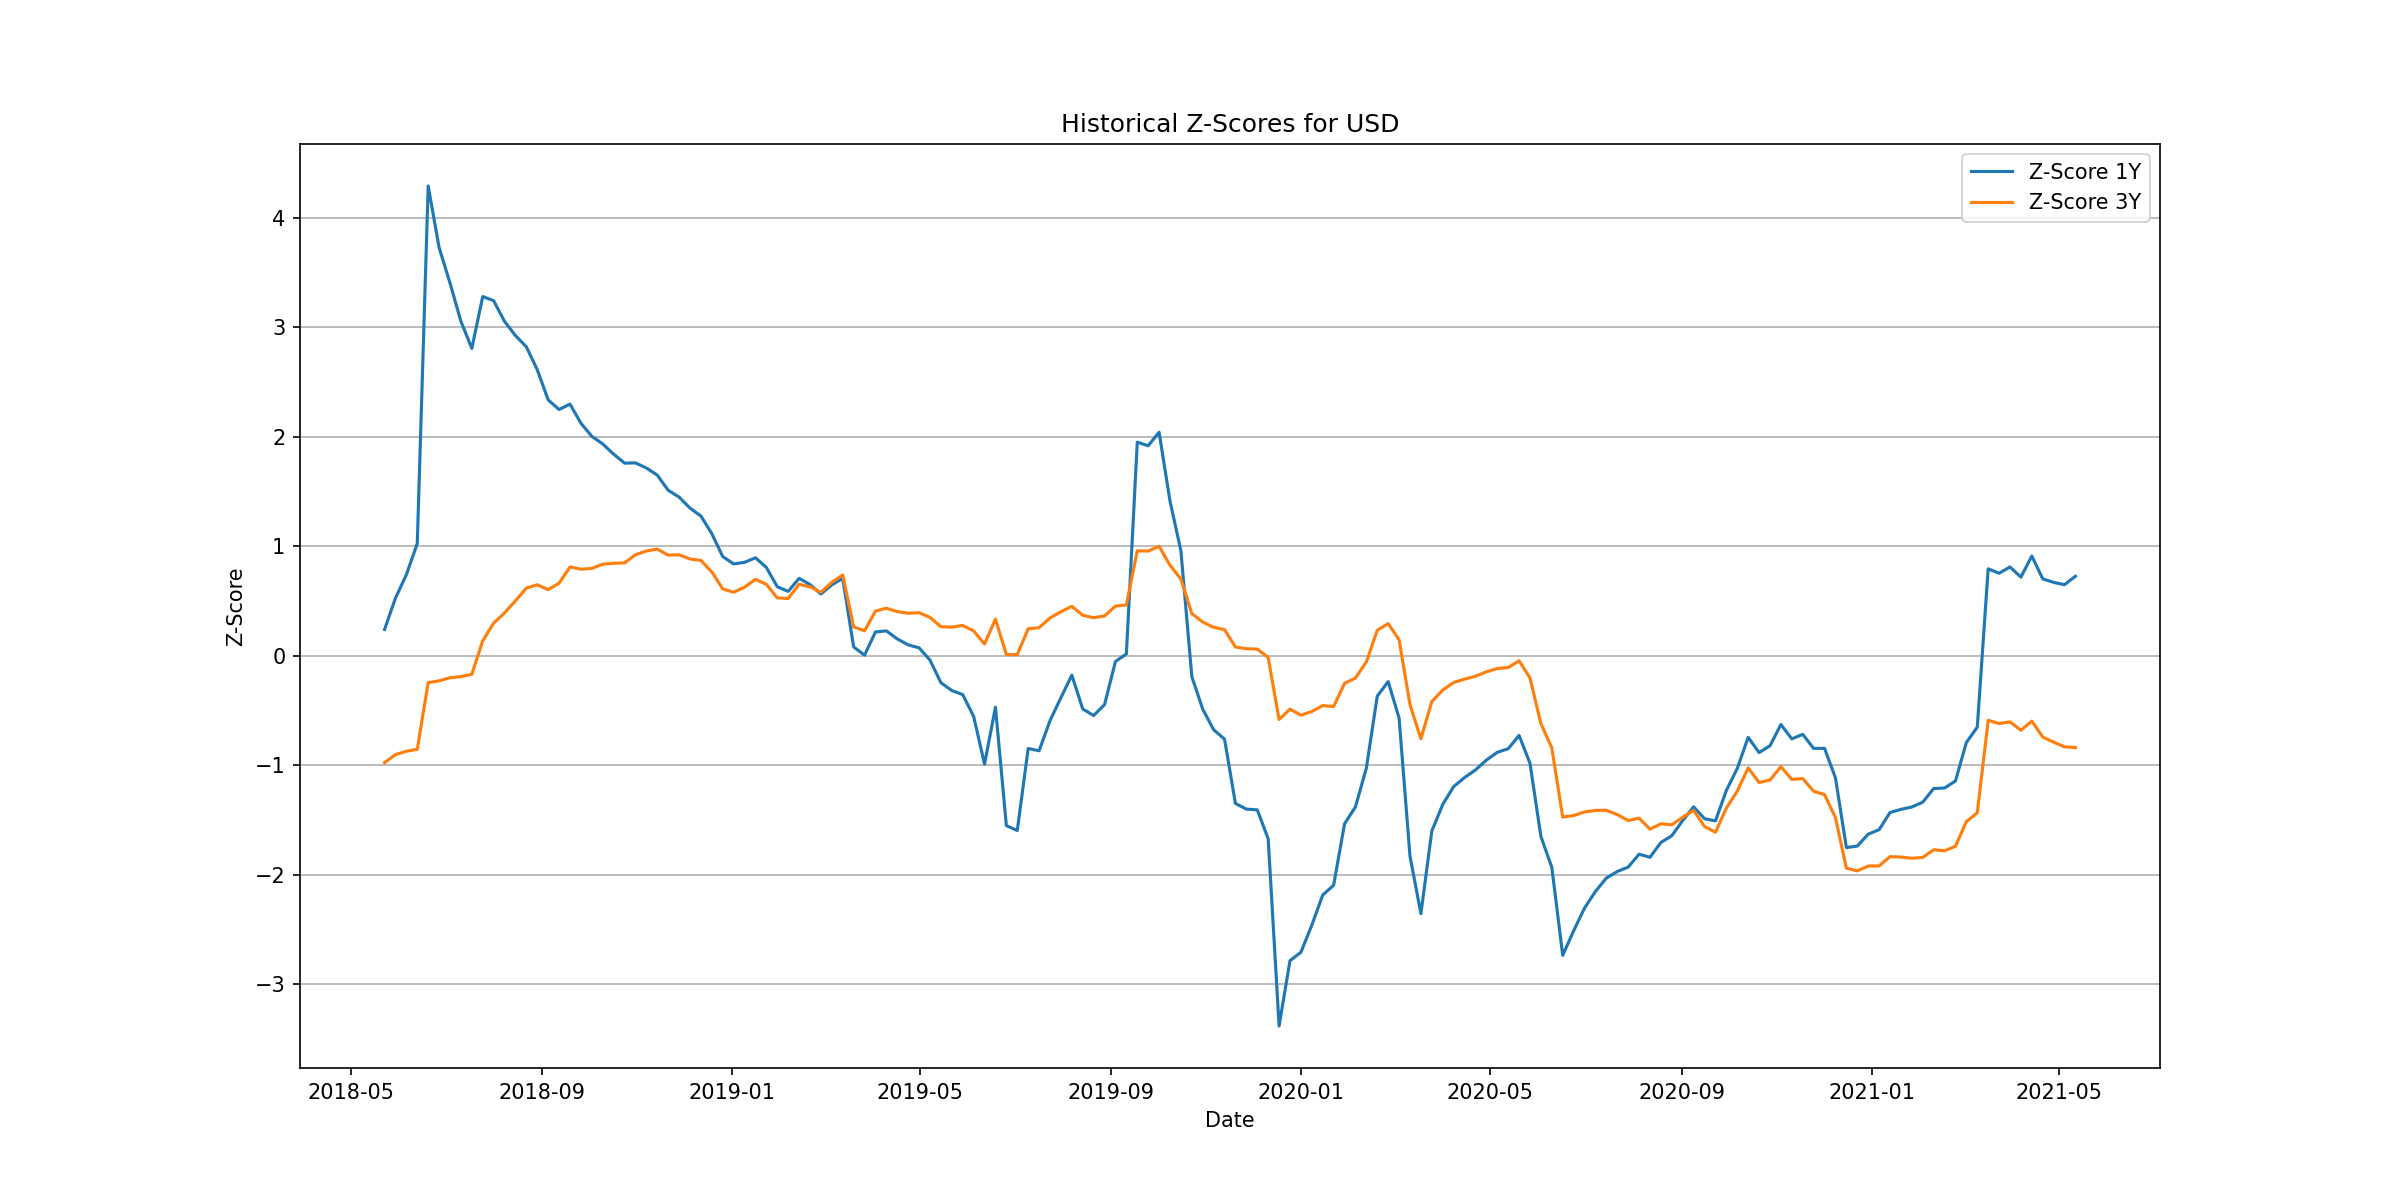 Historical Z-Scores for USD
Z-Score 1Y
Z-Score 3Y
Z-Score
4
3
2
1
0
−1
−2
−3
2018-05 2018-09 2019-01 2019-05 2019-09 2020-01 2020-05 2020-09 2021-01 2021-05
Date